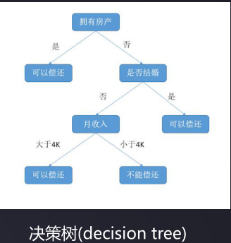 拥有房产
是
否
可以偿还
是否结婚
否
是
月收入
可以偿还
大于4K
小于4K
可以偿还
不能偿还
决策树(decision tree)